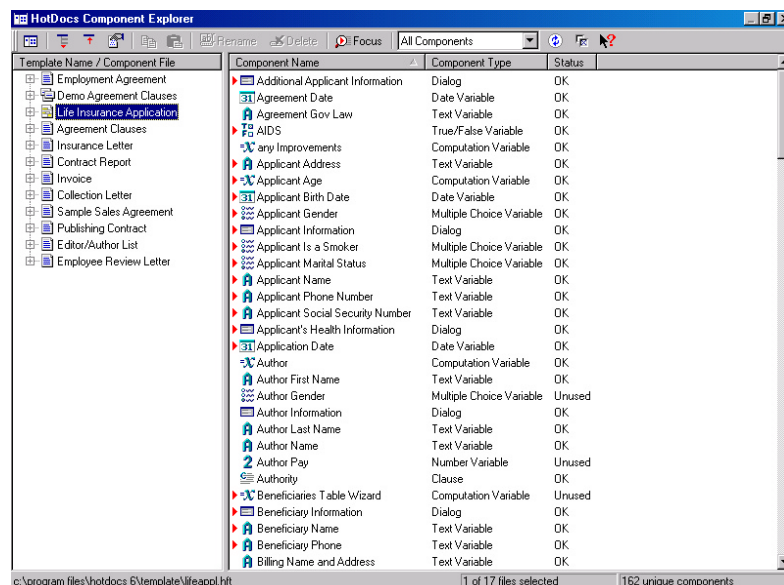 HotDocs Component Explorer
Rename Delete Focus All Components
Template Name / Component File
Employment Agreement
Demo Agreement Clauses
Life Insurance Application
Agreement Clauses
Insurance Letter
Contract Report
Invoice
Collection Letter
Sample Sales Agreement
Publishing Contract
Editor/Author List
Employee Review Letter
Component Name Component Type Status
Additional Applicant Information Dialog OK
31 Agreement Date Date Variable OK
A Agreement Gov Law Text Variable OK
AIDS True/False Variable OK
=X any Improvements Computation Variable OK
A Applicant Address Text Variable OK
=X Applicant Age Computation Variable OK
31 Applicant Birth Date Date Variable OK
Applicant Gender Multiple Choice Variable OK
Applicant Information Dialog OK
Applicant Is a Smoker Multiple Choice Variable OK
Applicant Marital Status Multiple Choice Variable OK
A Applicant Name Text Variable OK
A Applicant Phone Number Text Variable OK
A Applicant Social Security Number Text Variable OK
Applicant's Health Information Dialog OK
31 Application Date Date Variable OK
=X Author Computation Variable OK
A Author First Name Text Variable OK
Author Gender Multiple Choice Variable Unused
Author Information Dialog OK
A Author Last Name Text Variable OK
A Author Name Text Variable OK
2 Author Pay Number Variable Unused
Authority Clause OK
=X Beneficiaries Table Wizard Computation Variable Unused
Beneficiary Information Dialog OK
A Beneficiary Name Text Variable OK
A Beneficiary Phone Text Variable OK
A Billing Name and Address Text Variable OK
c:\program files\hotdocs 6\template\lifeappl.hft 1 of 17 files selected 162 unique components